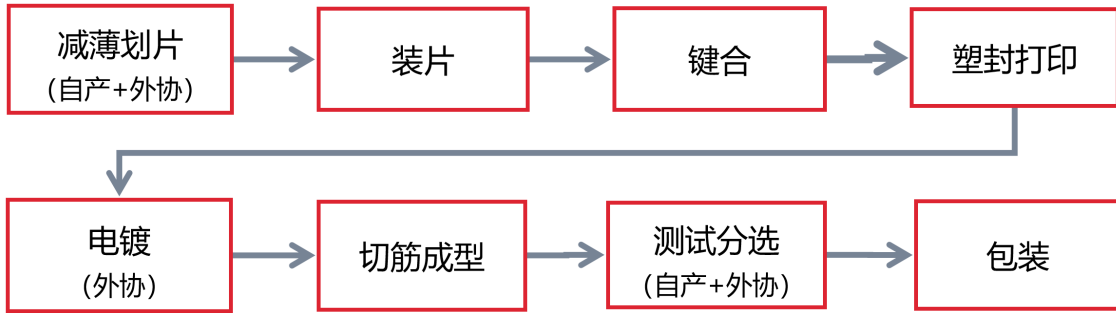 减薄划片
(自产+外协)
装片
键合
塑封打印
电镀
(外协)
切筋成型
测试分选
(自产+外协)
包装